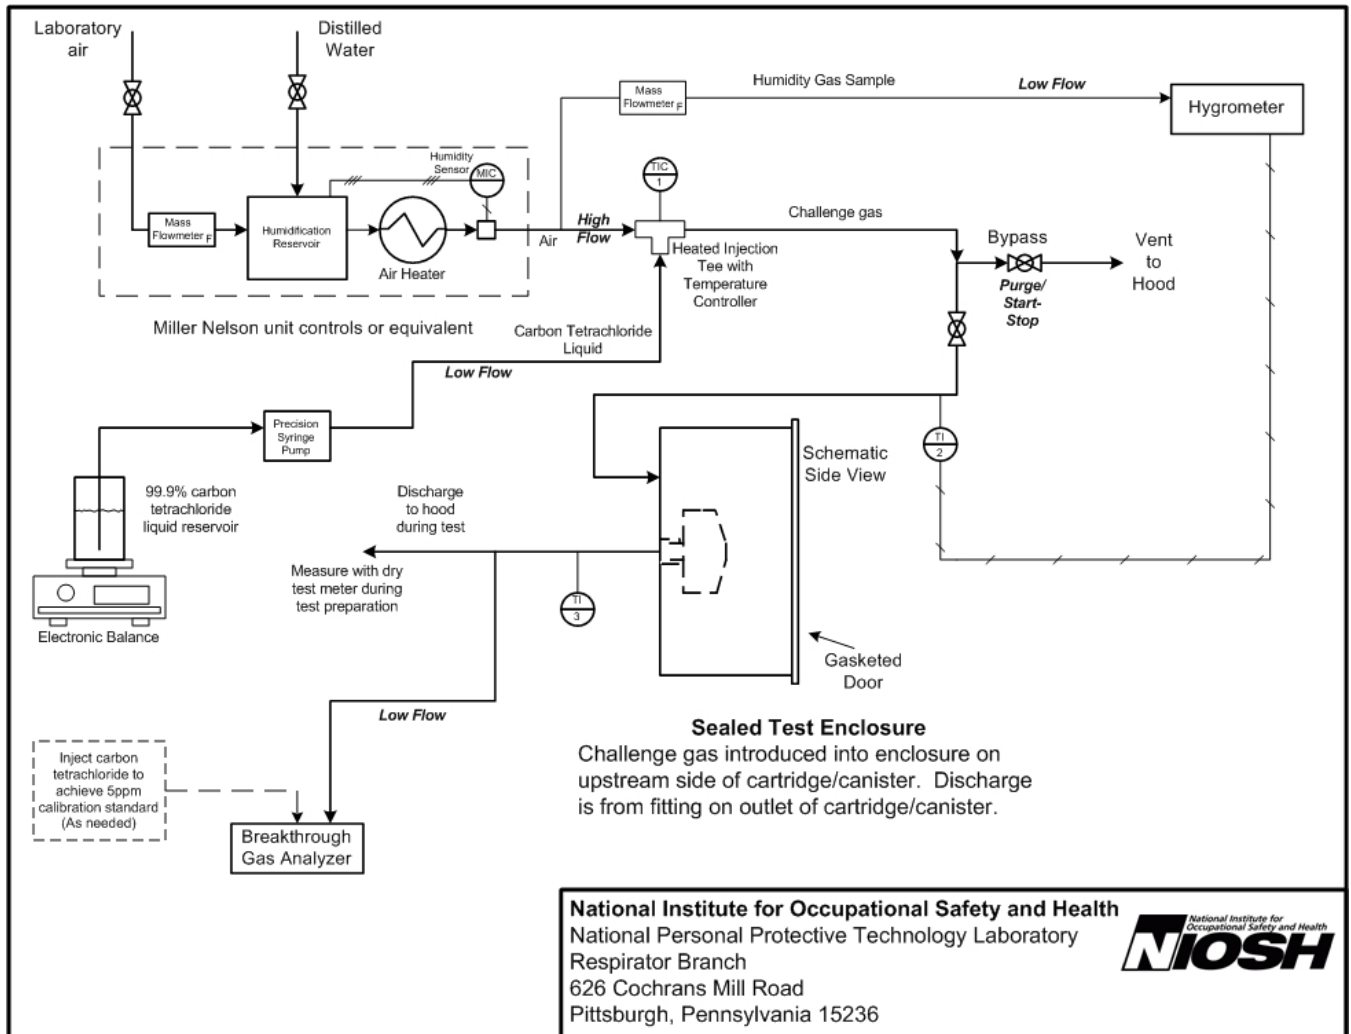 Laboratory
air
Distilled
Water
Mass
Flowmeter F
Humidity Gas Sample
Low Flow
Hygrometer
Humidity
Sensor
MIC
TIC
1
Mass
Flowmeter F
Humidification
Reservoir
Air Heater
Air
High
Flow
Challenge gas
Heated Injection
Tee with
Temperature
Controller
Bypass
Purge/
Start-
Stop
Vent
to
Hood
Miller Nelson unit controls or equivalent
Carbon Tetrachloride
Liquid
Low Flow
Precision
Syringe
Pump
99.9% carbon
tetrachloride
liquid reservoir
Electronic Balance
Discharge
to hood
during test
Measure with dry
test meter during
test preparation
TI
3
Schematic
Side View
TI
2
Gasketed
Door
Low Flow
Sealed Test Enclosure
Challenge gas introduced into enclosure on
upstream side of cartridge/canister. Discharge
is from fitting on outlet of cartridge/canister.
Inject carbon
tetrachloride to
achieve 5ppm
calibration standard
(As needed)
Breakthrough
Gas Analyzer
National Institute for Occupational Safety and Health
National Personal Protective Technology Laboratory
Respirator Branch
626 Cochrans Mill Road
Pittsburgh, Pennsylvania 15236
National Institute for
Occupational Safety and Health
NIOSH